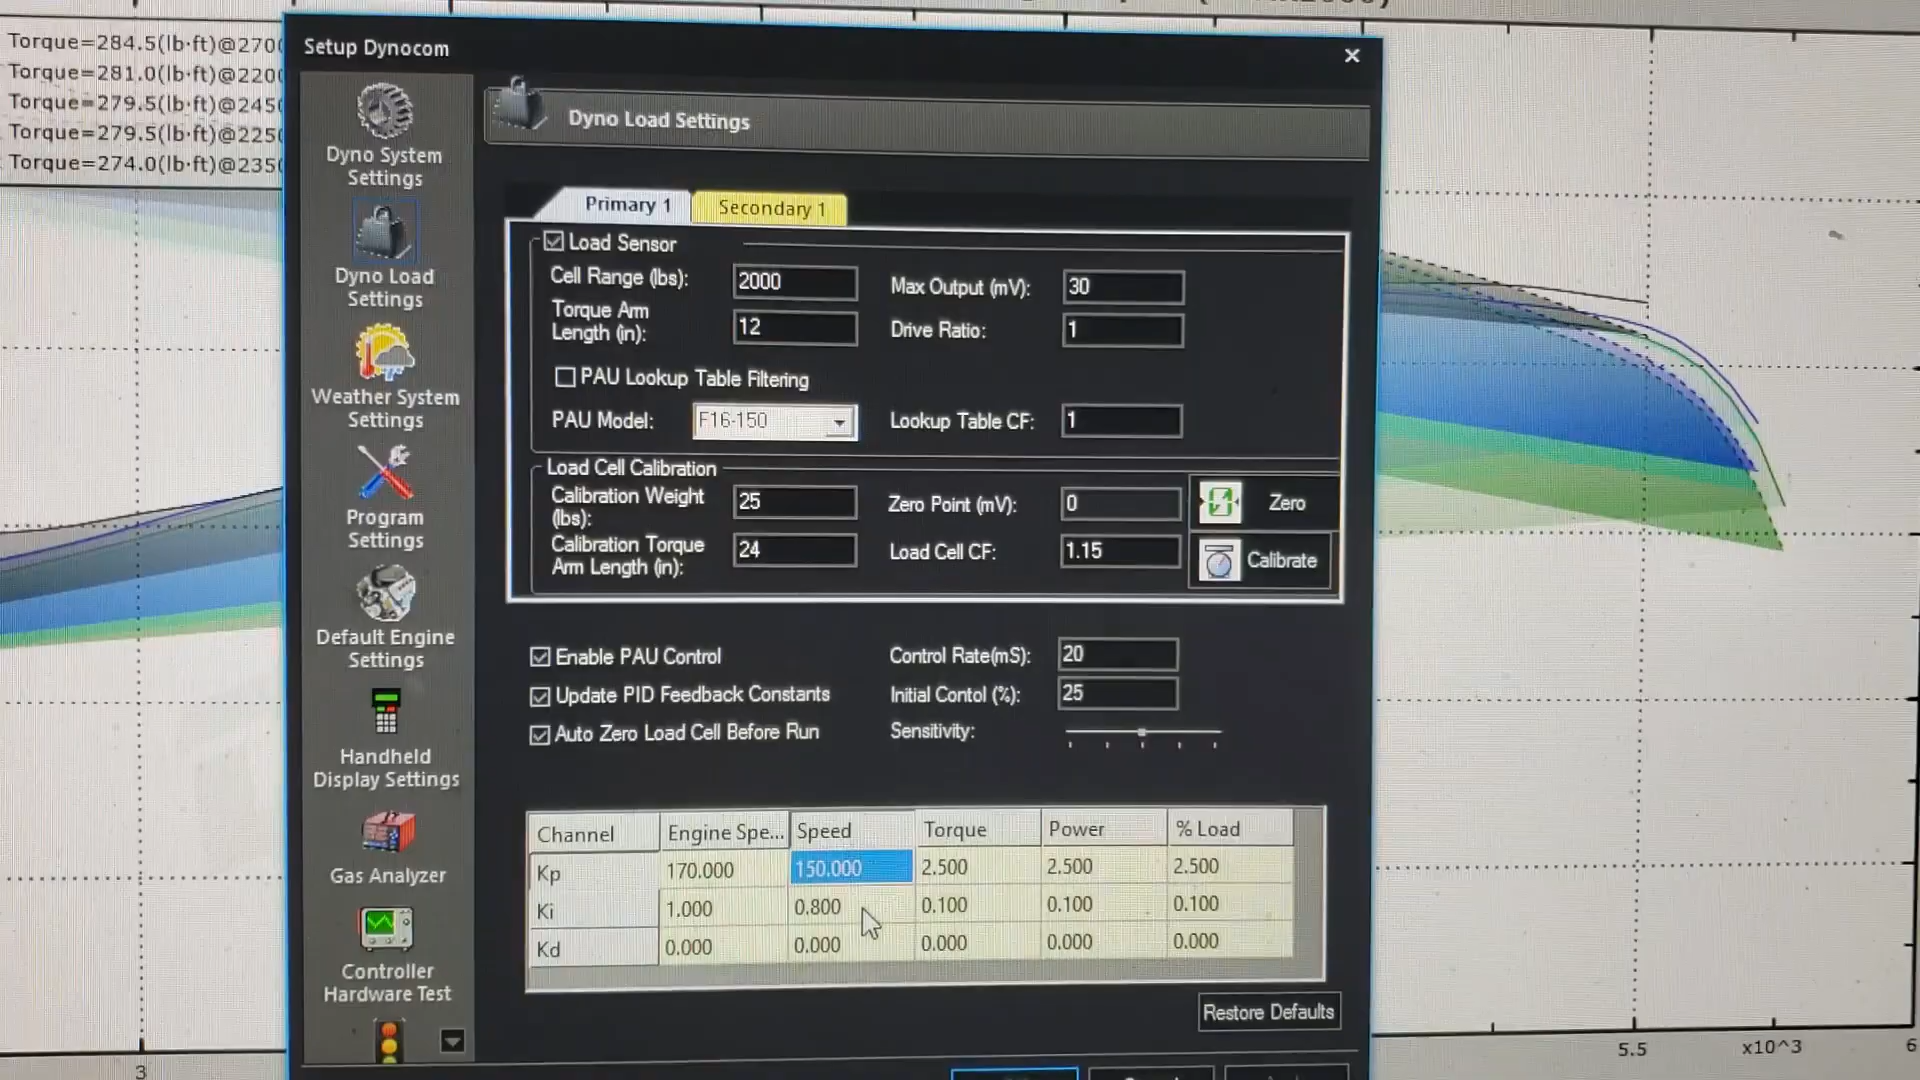 Torque=284.5(lb·ft)@270
Torque=281.0(lb·ft)@220
Torque=279.5(lb·ft)@245
Torque=279.5(lb·ft)@225
Torque=274.0(lb·ft)@235
Setup Dynocom
Dyno System
Settings
Dyno Load
Settings
Weather System
Settings
Program
Settings
Default Engine
Settings
Handheld
Display Settings
Gas Analyzer
Controller
Hardware Test
Dyno Load Settings
Primary 1
Secondary 1
Load Sensor
Cell Range (lbs): 2000 Max Output (mV): 30
Torque Arm
Length (in): 12 Drive Ratio: 1
PAU Lookup Table Filtering
PAU Model: F16-150 Lookup Table CF: 1
Load Cell Calibration
Calibration Weight
(lbs): 25 Zero Point (mV): 0 Zero
Calibration Torque
Arm Length (in): 24 Load Cell CF: 1.15 Calibrate
Enable PAU Control Control Rate(mS): 20
Update PID Feedback Constants Initial Contol (%): 25
Auto Zero Load Cell Before Run Sensitivity:
Channel Engine Spe... Speed Torque Power % Load
Kp 170.000 150.000 2.500 2.500 2.500
Ki 1.000 0.800 0.100 0.100 0.100
Kd 0.000 0.000 0.000 0.000 0.000
Restore Defaults
3 5.5 x10^3 6